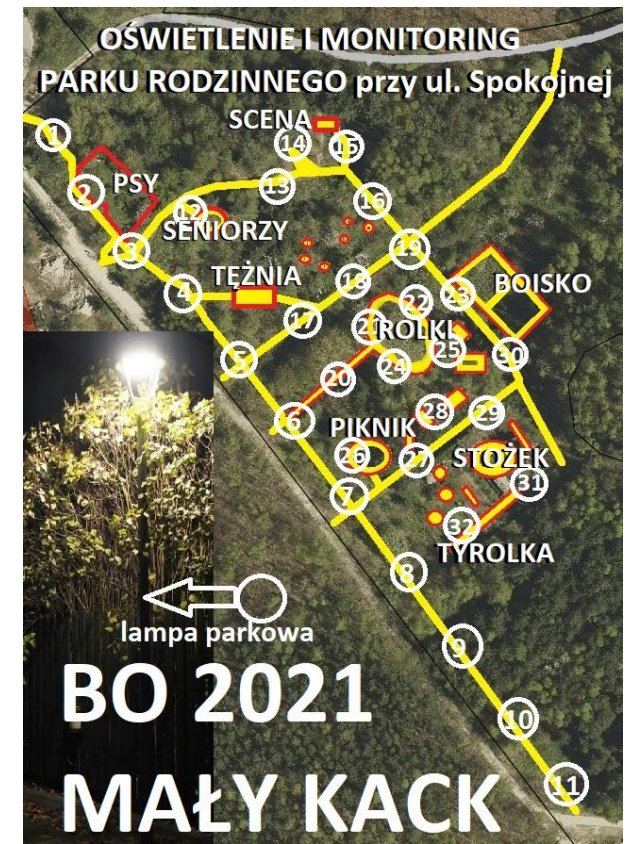 OŚWIETLENIE I MONITORING
PARKU RODZINNEGO przy ul. Spokojnej
SCENA
1
14
15
2
PSY
13
16
12
SENIORZY
3
19
TĘŻNIA
4
18
BOISKO
22
23
17
21
ROLKI
25
30
5
24
20
28
29
6
PIKNIK
26
27
STOŻEK
7
31
32
TYROLKA
8
lampa parkowa
9
BO 2021
10
MAŁY KACK
11